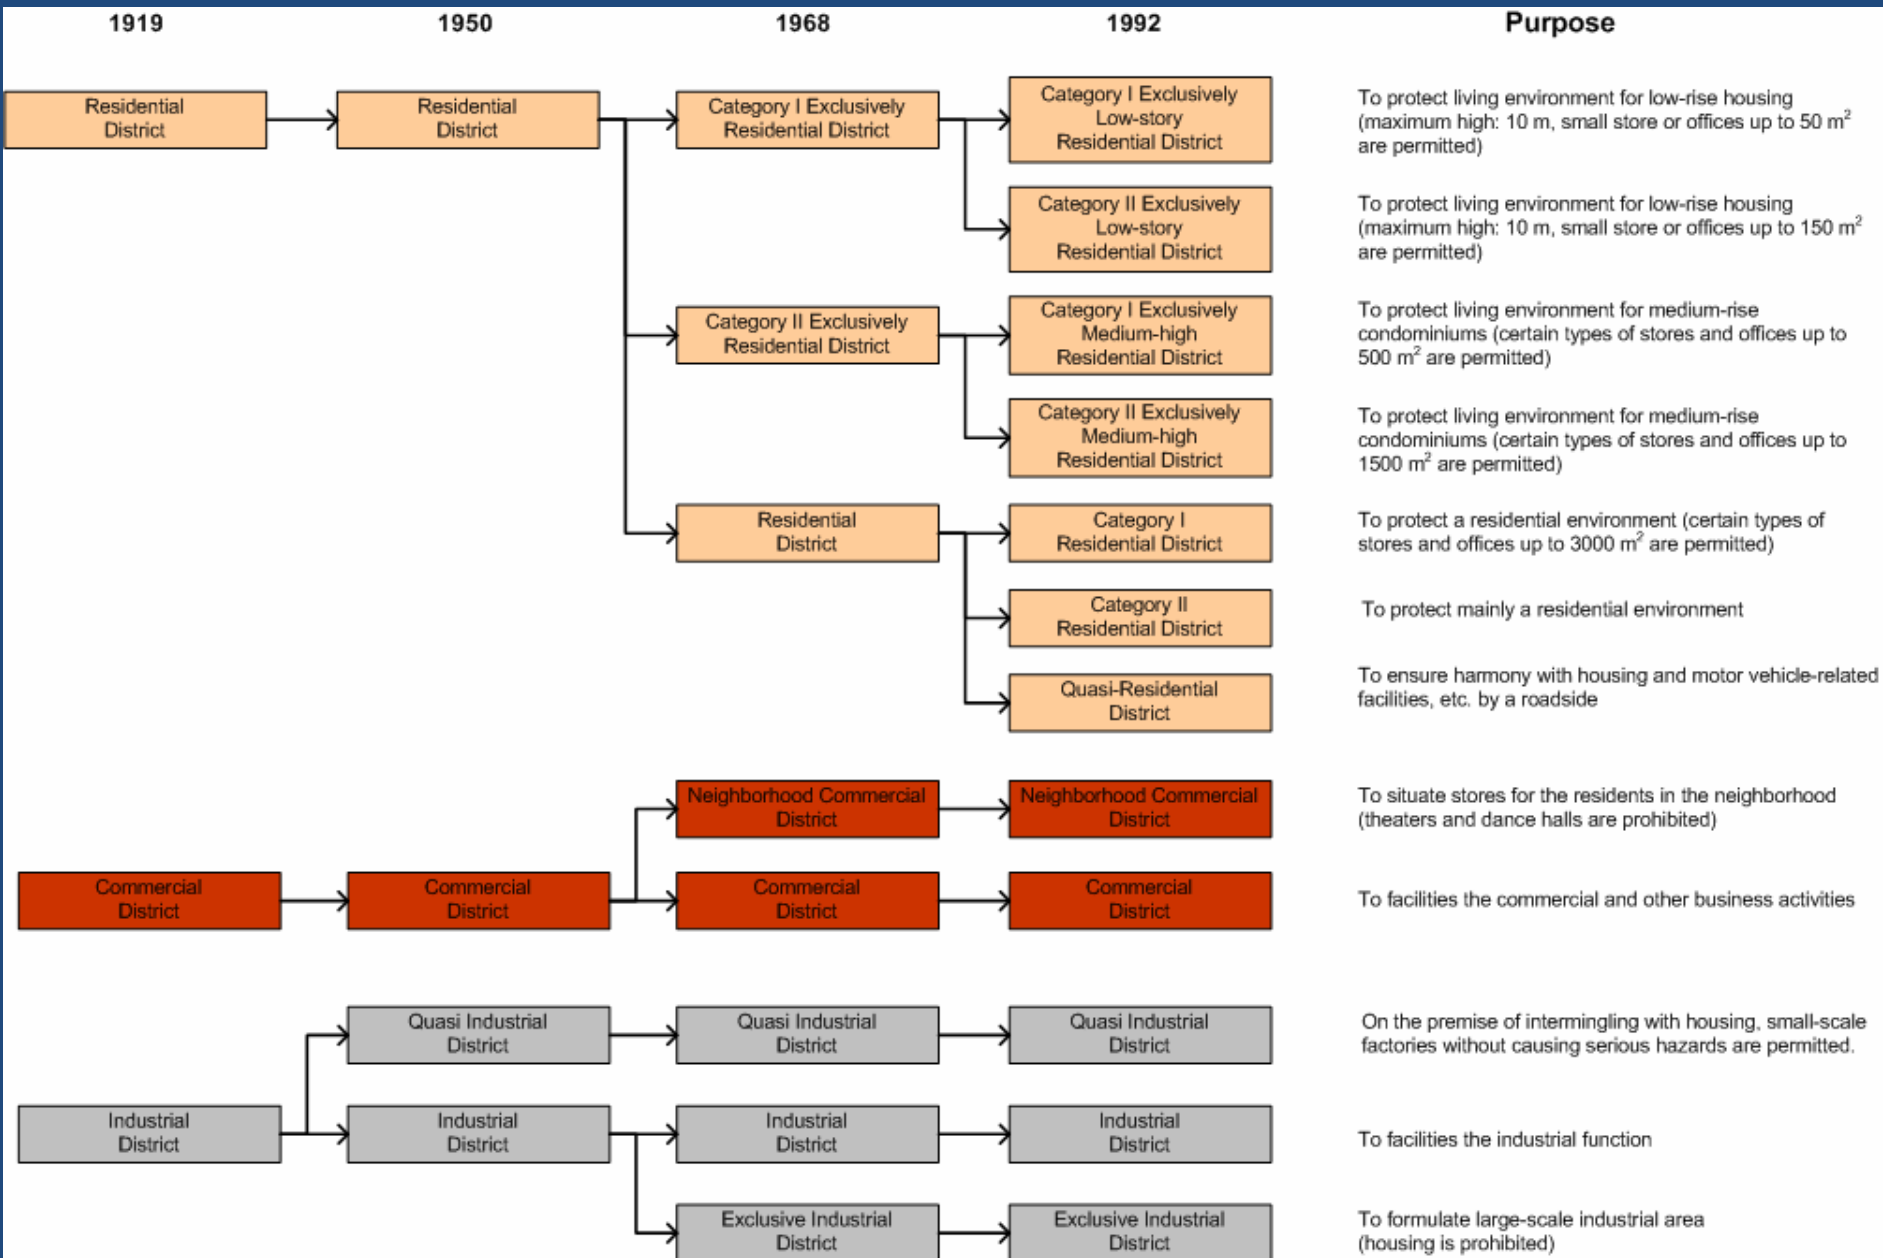 1919
1950
1968
1992
Purpose
Residential
District
Residential
District
Category I Exclusively
Residential District
Category I Exclusively
Low-story
Residential District
To protect living environment for low-rise housing
(maximum high: 10 m, small store or offices up to 50 m²
are permitted)
Category II Exclusively
Low-story
Residential District
To protect living environment for low-rise housing
(maximum high: 10 m, small store or offices up to 150 m²
are permitted)
Category II Exclusively
Residential District
Category I Exclusively
Medium-high
Residential District
To protect living environment for medium-rise
condominiums (certain types of stores and offices up to
500 m² are permitted)
Category II Exclusively
Medium-high
Residential District
To protect living environment for medium-rise
condominiums (certain types of stores and offices up to
1500 m² are permitted)
Residential
District
Category I
Residential District
To protect a residential environment (certain types of
stores and offices up to 3000 m² are permitted)
Category II
Residential District
To protect mainly a residential environment
Quasi-Residential
District
To ensure harmony with housing and motor vehicle-related
facilities, etc. by a roadside
Neighborhood Commercial
District
Neighborhood Commercial
District
To situate stores for the residents in the neighborhood
(theaters and dance halls are prohibited)
Commercial
District
Commercial
District
Commercial
District
Commercial
District
To facilities the commercial and other business activities
Quasi Industrial
District
Quasi Industrial
District
Quasi Industrial
District
On the premise of intermingling with housing, small-scale
factories without causing serious hazards are permitted.
Industrial
District
Industrial
District
Industrial
District
Industrial
District
To facilities the industrial function
Exclusive Industrial
District
Exclusive Industrial
District
To formulate large-scale industrial area
(housing is prohibited)